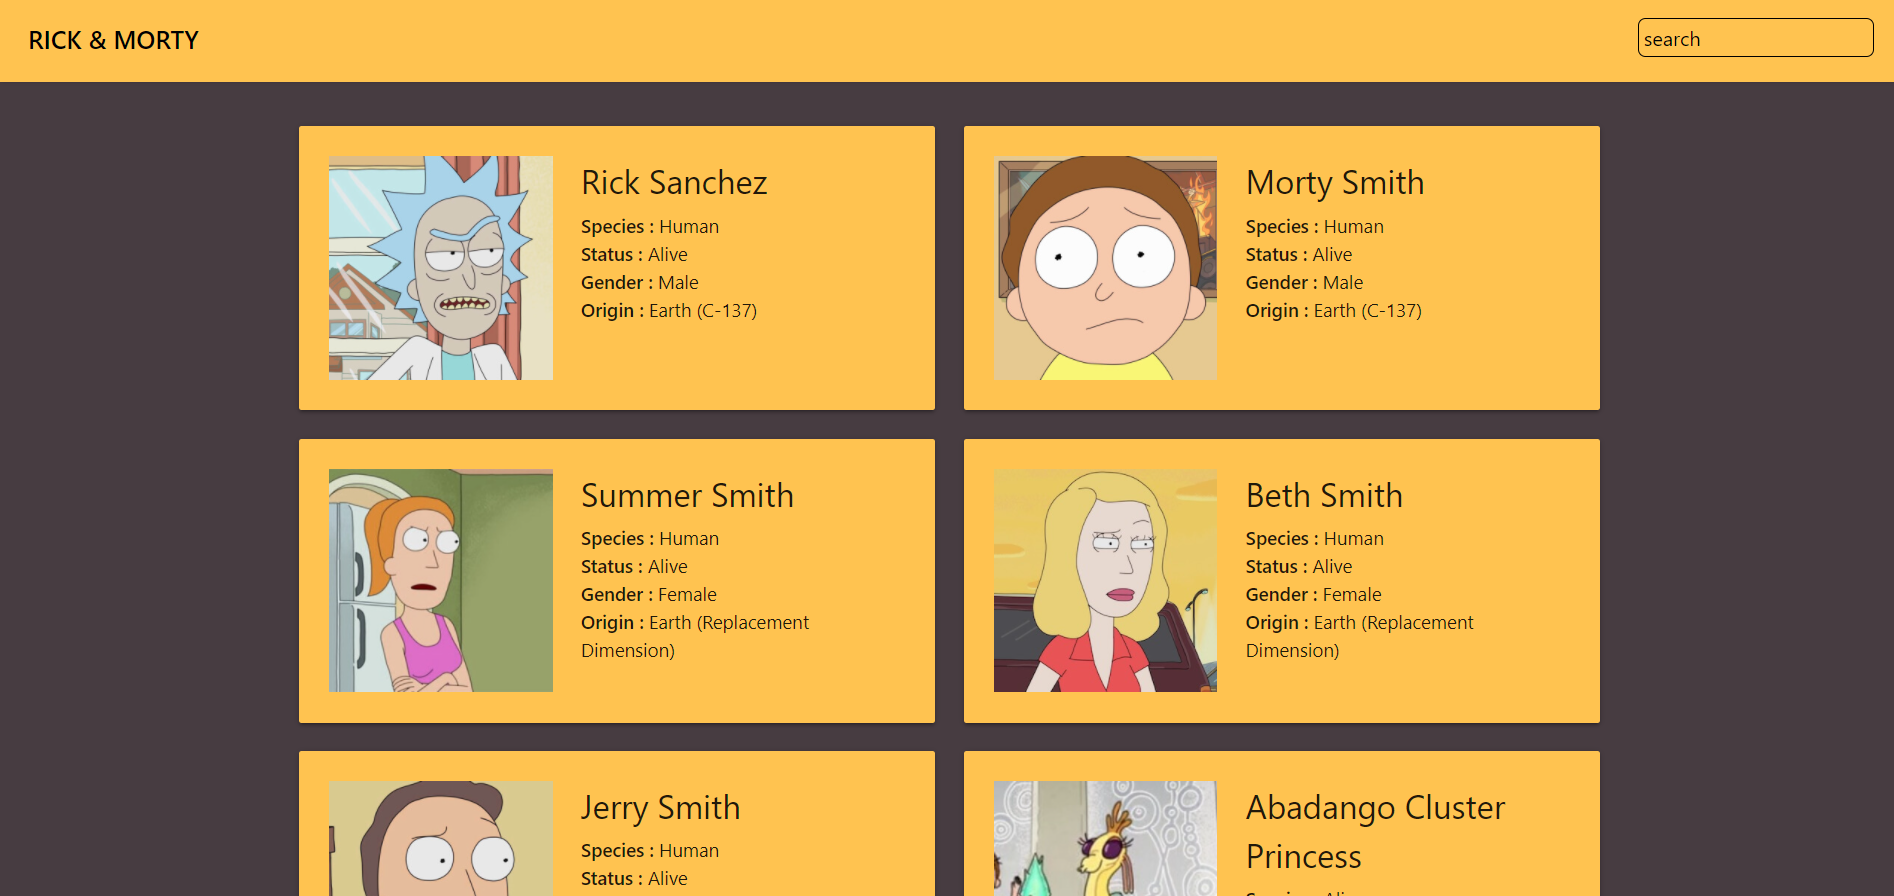 RICK & MORTY
search
Rick Sanchez
Species : Human
Status : Alive
Gender : Male
Origin : Earth (C-137)
Morty Smith
Species : Human
Status : Alive
Gender : Male
Origin : Earth (C-137)
Summer Smith
Species : Human
Status : Alive
Gender : Female
Origin : Earth (Replacement
Dimension)
Beth Smith
Species : Human
Status : Alive
Gender : Female
Origin : Earth (Replacement
Dimension)
Jerry Smith
Species : Human
Status : Alive
Abadango Cluster
Princess